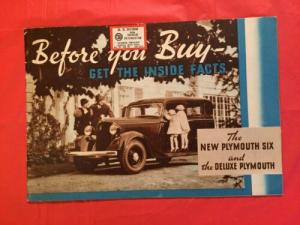 Before you Buy-
GET THE INSIDE FACTS
The
NEW PLYMOUTH SIX
and
the DELUXE PLYMOUTH